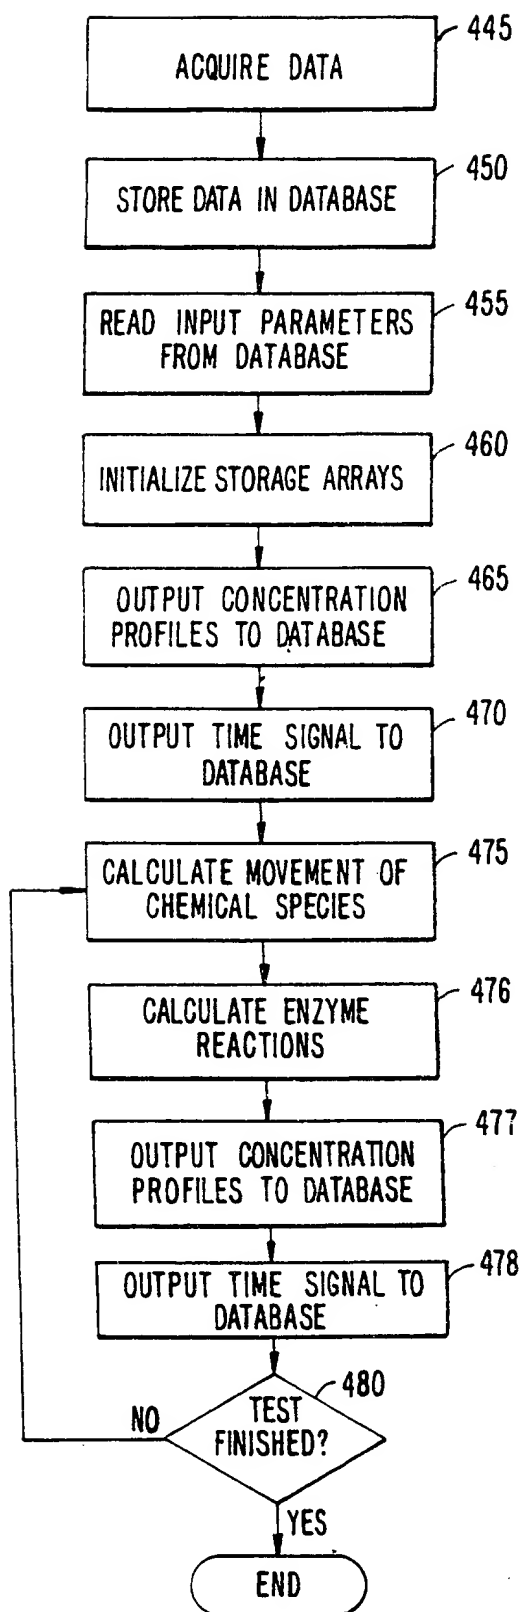 445
ACQUIRE DATA
450
STORE DATA IN DATABASE
455
READ INPUT PARAMETERS
FROM DATABASE
460
INITIALIZE STORAGE ARRAYS
465
OUTPUT CONCENTRATION
PROFILES TO DATABASE
470
OUTPUT TIME SIGNAL TO
DATABASE
475
CALCULATE MOVEMENT OF
CHEMICAL SPECIES
476
CALCULATE ENZYME
REACTIONS
477
OUTPUT CONCENTRATION
PROFILES TO DATABASE
478
OUTPUT TIME SIGNAL TO
DATABASE
480
NO
TEST
FINISHED?
YES
END